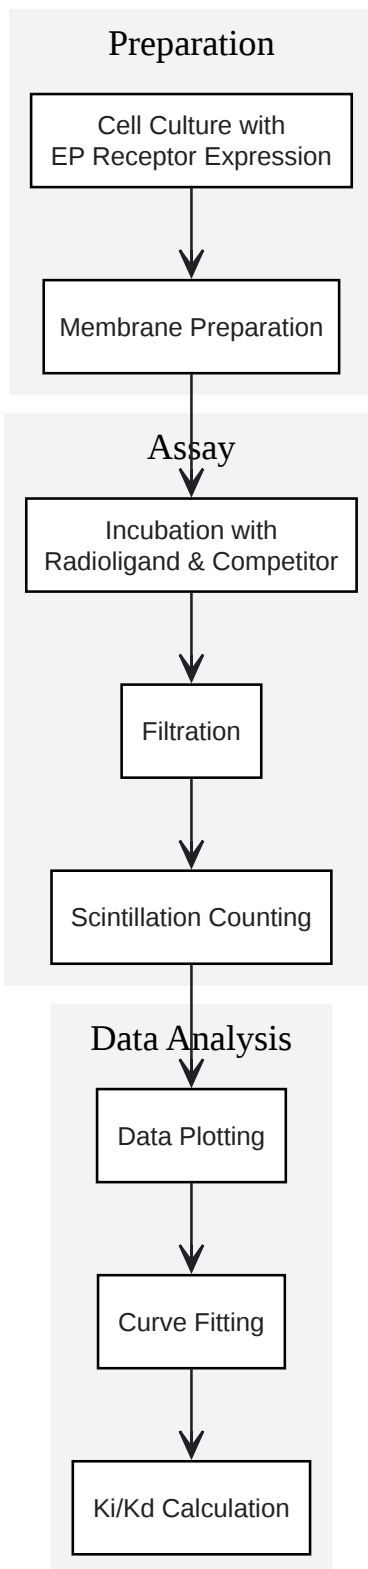 Preparation
Cell Culture with
EP Receptor Expression
Membrane Preparation
Assay
Incubation with
Radioligand & Competitor
Filtration
Scintillation Counting
Data Analysis
Data Plotting
Curve Fitting
Ki/Kd Calculation